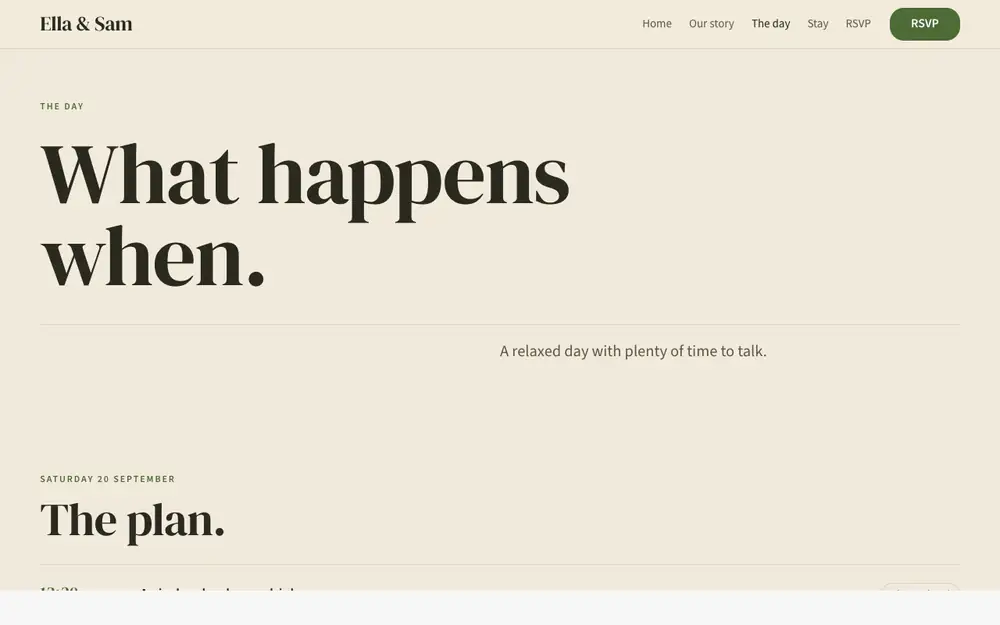 Ella & Sam
Home
Our story
The day
Stay
RSVP
RSVP
THE DAY
What happens
when.
A relaxed day with plenty of time to talk.
SATURDAY 20 SEPTEMBER
The plan.